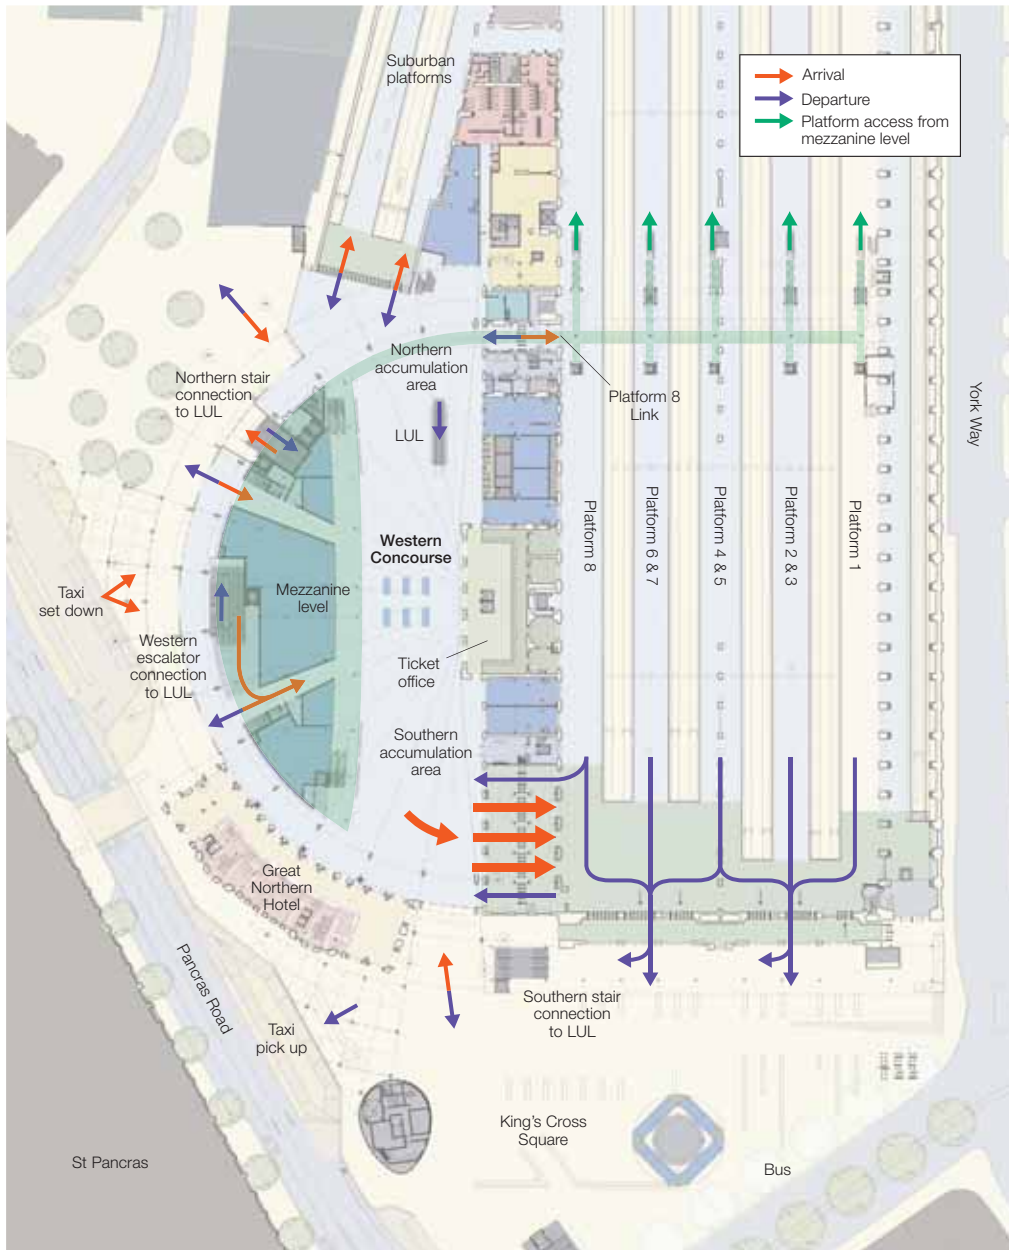 Suburban
platforms
Arrival
Departure
Platform access from
mezzanine level
Northern
accumulation
area
Northern stair
connection
to LUL
Platform 8
Link
LUL
York Way
Western
Concourse
Platform 8
Platform 6 & 7
Platform 4 & 5
Platform 2 & 3
Platform 1
Mezzanine
level
Taxi
set down
Western
escalator
connection
to LUL
Ticket
office
Southern
accumulation
area
Great
Northern
Hotel
Pancras Road
Southern stair
connection
to LUL
Taxi
pick up
King's Cross
Square
St Pancras
Bus